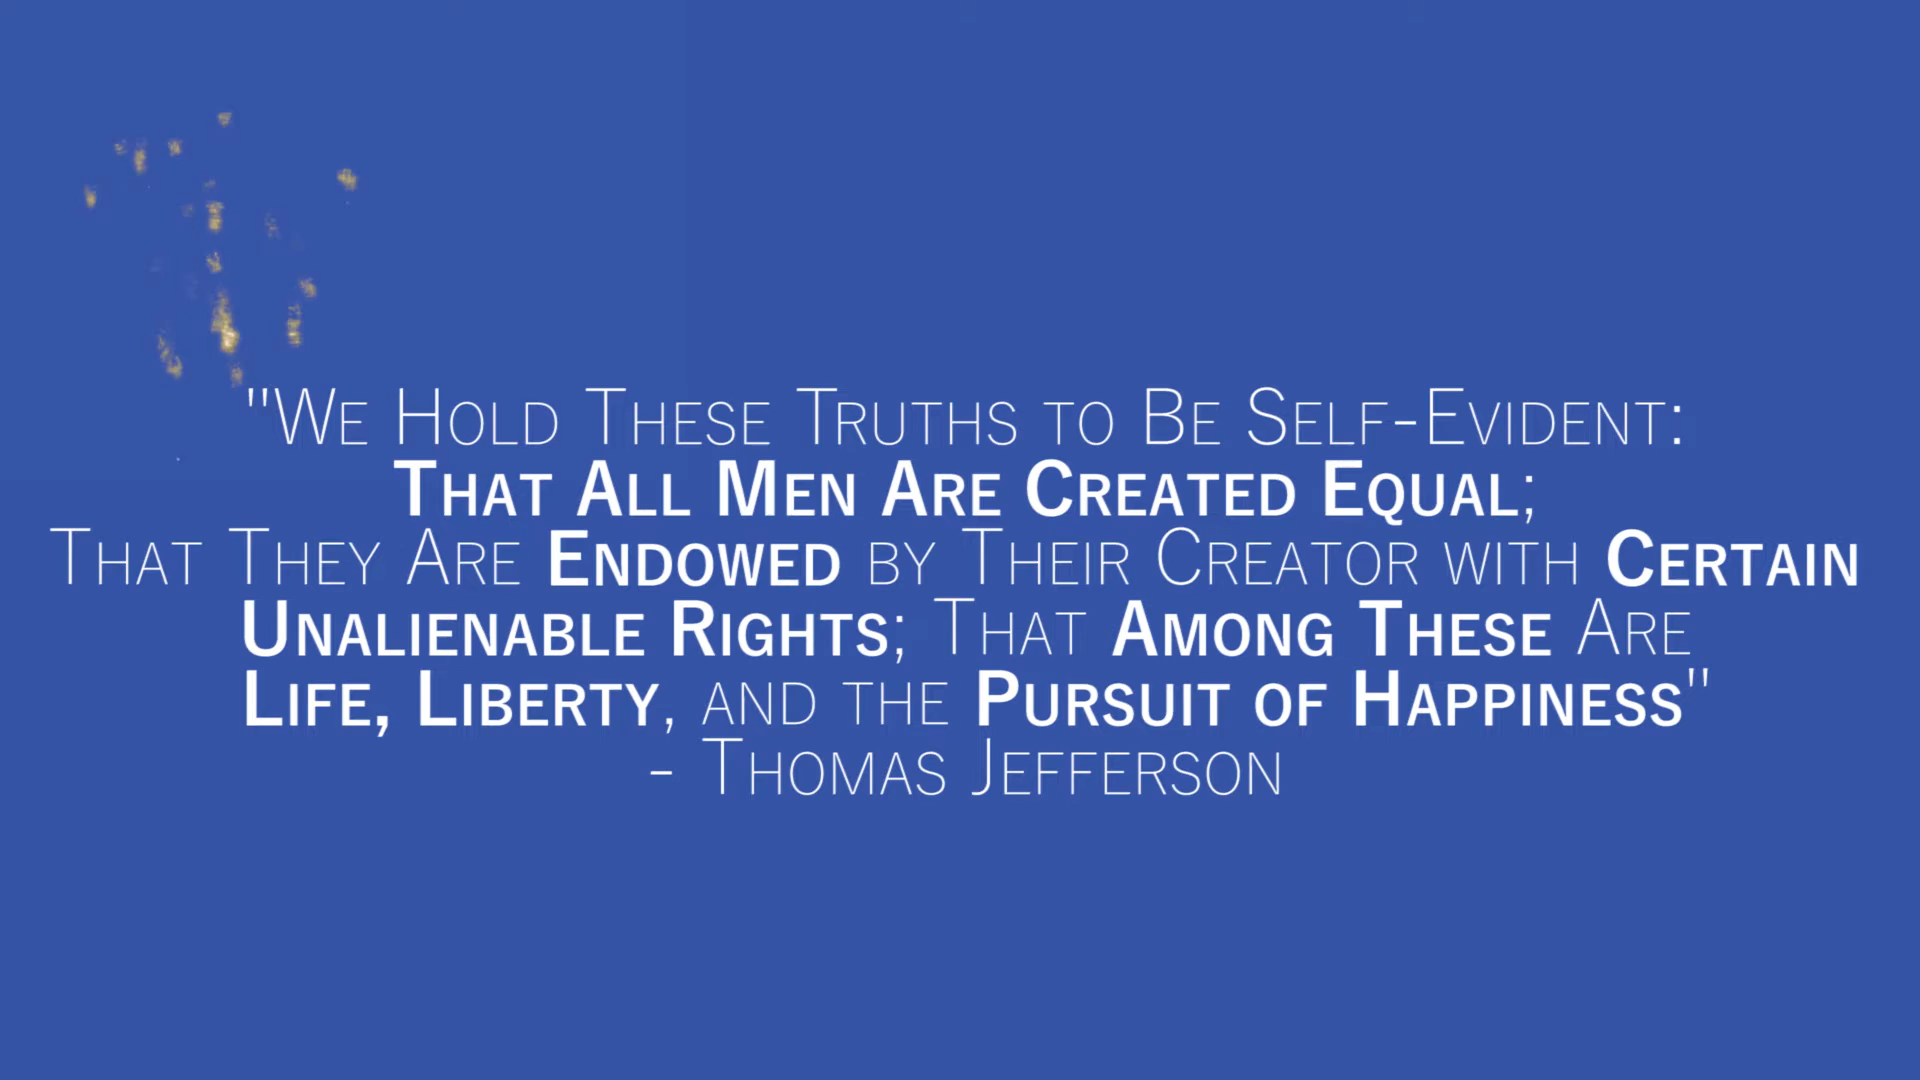 "We Hold These Truths to Be Self-Evident:
That All Men Are Created Equal;
That They Are Endowed by Their Creator with Certain
Unalienable Rights; That Among These Are
Life, Liberty, and the Pursuit of Happiness"
- Thomas Jefferson